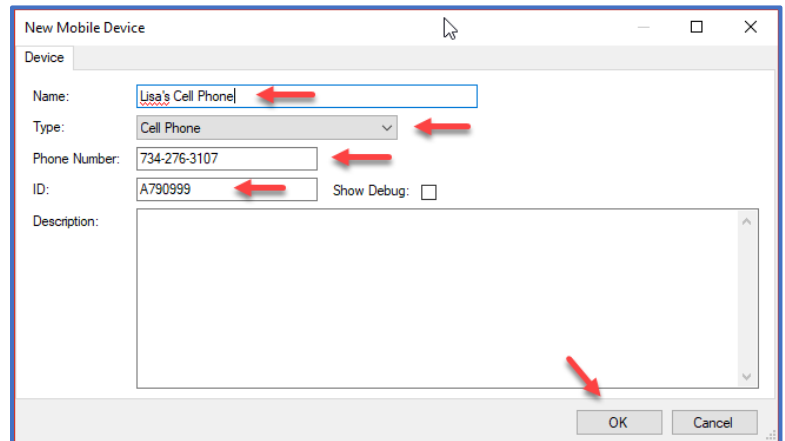 New Mobile Device
Device
Name: Lisa's Cell Phone
Type: Cell Phone
Phone Number: 734-276-3107
ID: A790999 Show Debug:
Description:
OK Cancel